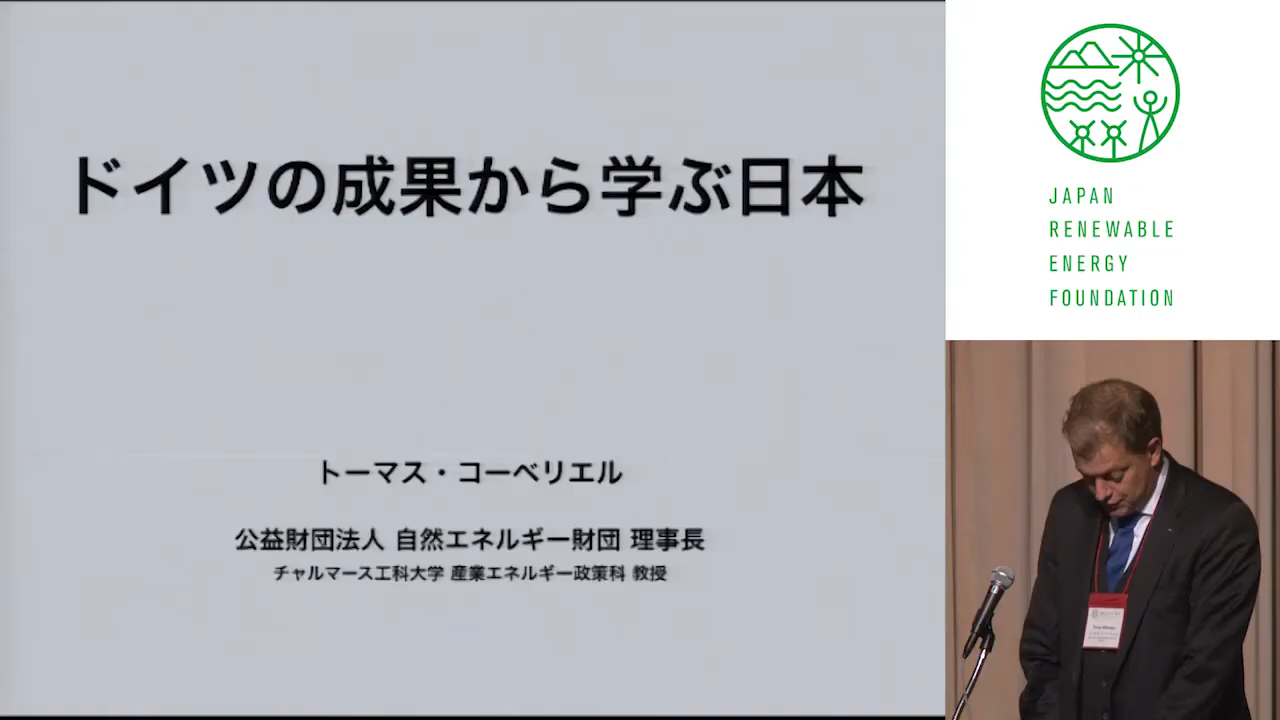 ドイツの成果から学ぶ日本
トーマス・コーベリエル
公益財団法人 自然エネルギー財団 理事長
チャルマース工科大学 産業エネルギー政策科 教授
JAPAN
RENEWABLE
ENERGY
FOUNDATION